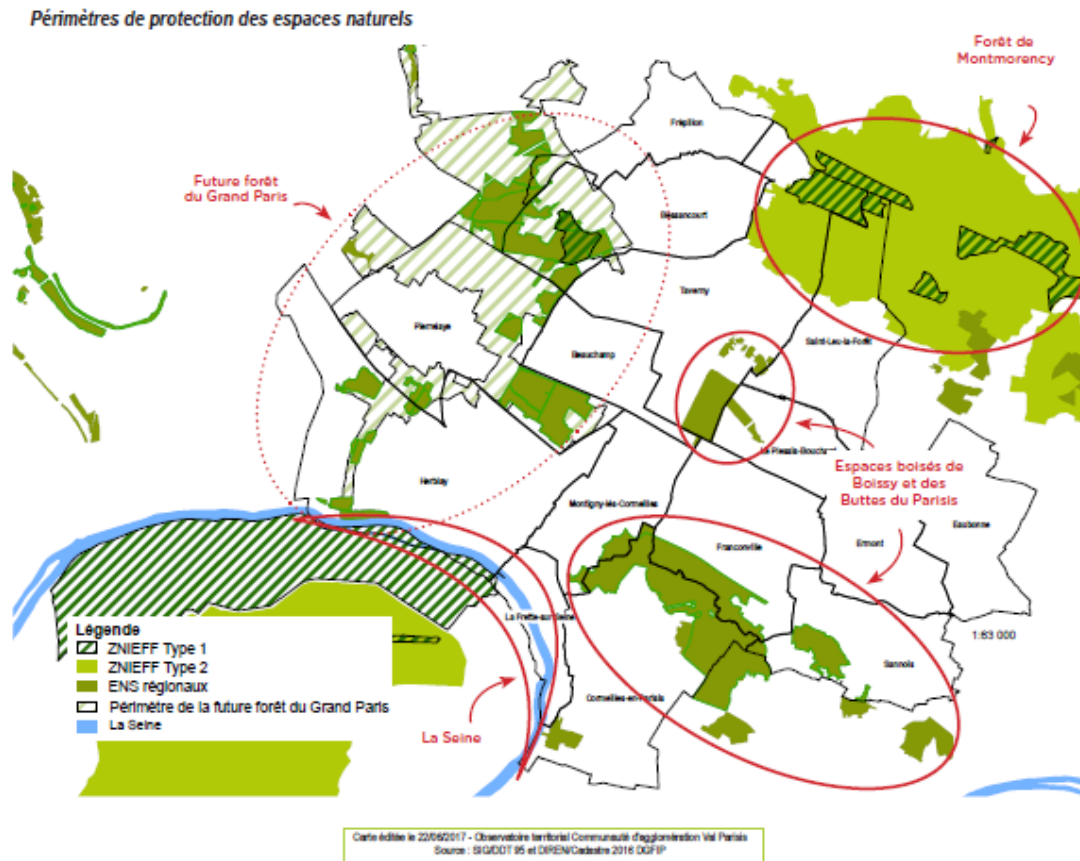 Périmètres de protection des espaces naturels
Forêt de
Montmorency
Frépillon
Future forêt
du Grand Paris
Bessancourt
Taverny
Pierrelaye
Beauchamp
Saint-Leu-la-Forêt
Le Plessis-Bouch
Espaces boisés de
Boissy et des
Buttes du Parisis
Herblay
Montigny-lès-Cormeilles
Eaubonne
Ermont
Franconville
La Frette-sur-Seine
1:63 000
Sannois
Cormeilles-en-Parisis
La Seine
Légende
ZNIEFF Type 1
ZNIEFF Type 2
ENS régionaux
Périmètre de la future forêt du Grand Paris
La Seine
Carte éditée le 22/06/2017 - Observatoire territorial Communauté d'agglomération Val Parisis
Source : SIG/DDT 95 et DIREN/Cadastre 2016 DGFIP